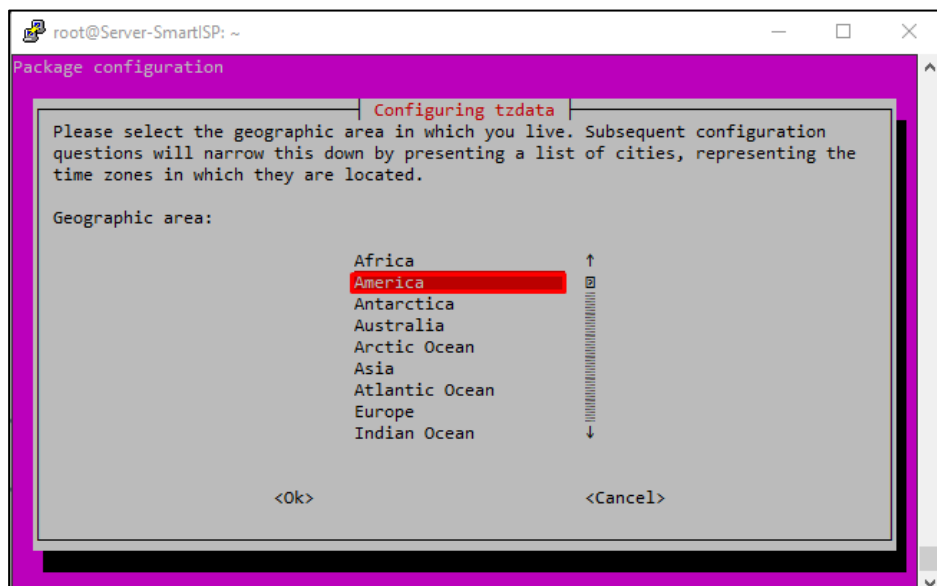 root@Server-SmartISP: ~
Package configuration
Configuring tzdata
Please select the geographic area in which you live. Subsequent configuration
questions will narrow this down by presenting a list of cities, representing the
time zones in which they are located.
Geographic area:
Africa
America
Antarctica
Australia
Arctic Ocean
Asia
Atlantic Ocean
Europe
Indian Ocean
<Ok> <Cancel>